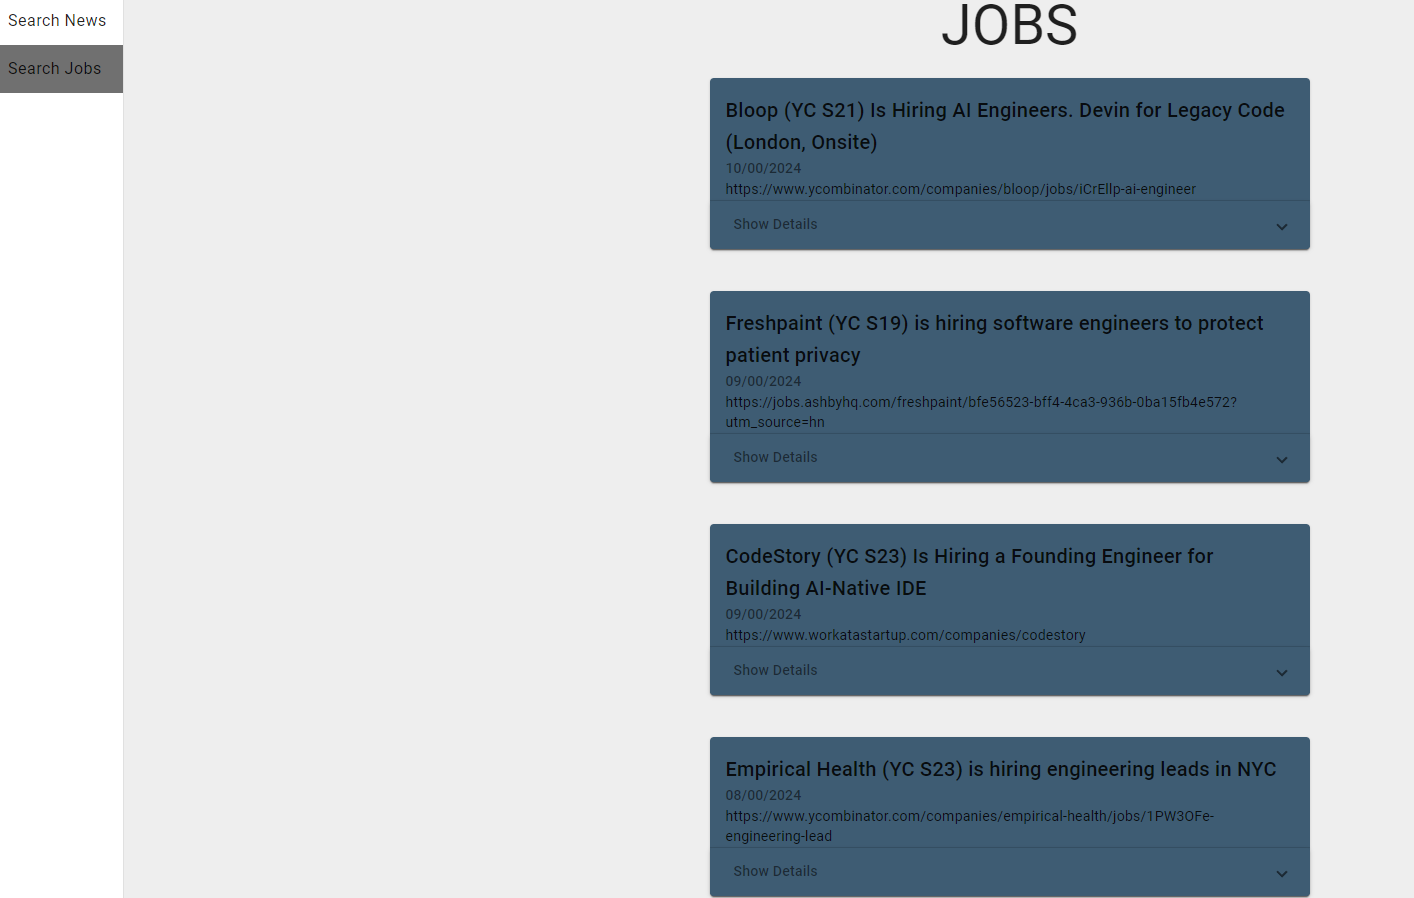 Search News
Search Jobs
JOBS
Bloop (YC S21) Is Hiring AI Engineers. Devin for Legacy Code
(London, Onsite)
10/00/2024
https://www.ycombinator.com/companies/bloop/jobs/iCrEllp-ai-engineer
Show Details
Freshpaint (YC S19) is hiring software engineers to protect
patient privacy
09/00/2024
https://jobs.ashbyhq.com/freshpaint/bfe56523-bff4-4ca3-936b-0ba15fb4e572?
utm_source=hn
Show Details
CodeStory (YC S23) Is Hiring a Founding Engineer for
Building AI-Native IDE
09/00/2024
https://www.workatastartup.com/companies/codestory
Show Details
Empirical Health (YC S23) is hiring engineering leads in NYC
08/00/2024
https://www.ycombinator.com/companies/empirical-health/jobs/1PW3OFe-
engineering-lead
Show Details